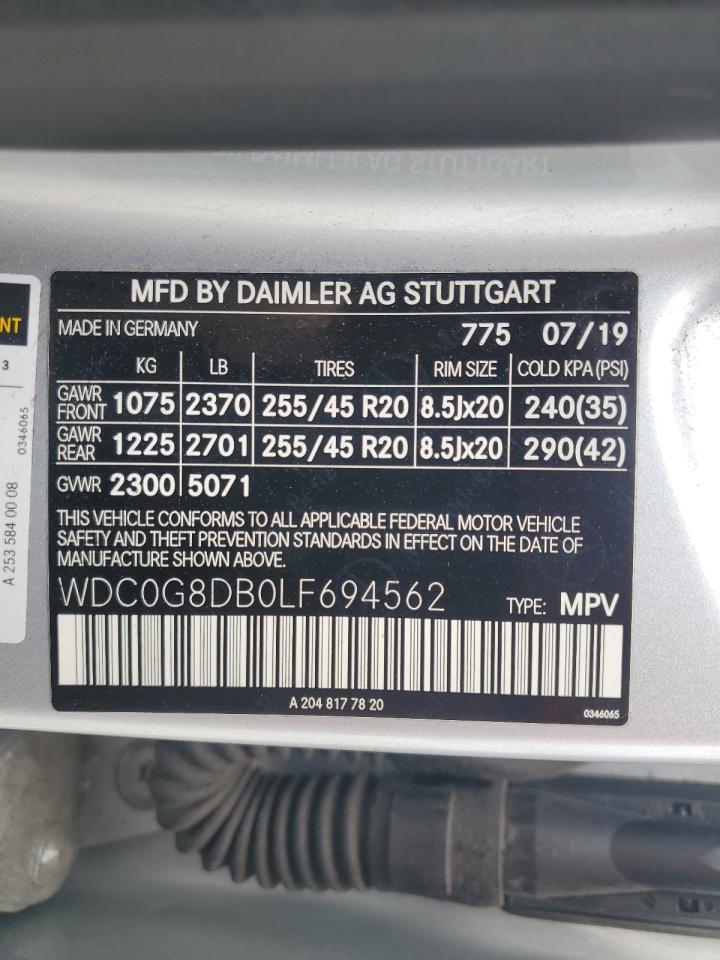 MFD BY DAIMLER AG STUTTGART
MADE IN GERMANY 775 07/19
KG LB TIRES RIM SIZE COLD KPA (PSI)
GAWR FRONT 1075 2370 255/45 R20 8.5Jx20 240(35)
GAWR REAR 1225 2701 255/45 R20 8.5Jx20 290(42)
GVWR 2300 5071
THIS VEHICLE CONFORMS TO ALL APPLICABLE FEDERAL MOTOR VEHICLE
SAFETY AND THEFT PREVENTION STANDARDS IN EFFECT ON THE DATE OF
MANUFACTURE SHOWN ABOVE.
WDC0G8DB0LF694562 TYPE: MPV
A 204 817 78 20
0346065
NT
3
0346065
A 253 584 00 08